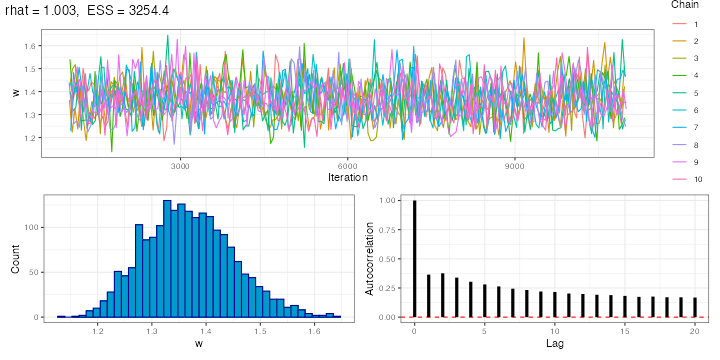 rhat = 1.003, ESS = 3254.4
Chain
1
2
3
4
5
6
7
8
9
10
w
1.6
1.5
1.4
1.3
1.2
3000 6000 9000
Iteration
Count
100
50
0
1.2 1.3 1.4 1.5 1.6
w
Autocorrelation
1.00
0.75
0.50
0.25
0.00
0 5 10 15 20
Lag